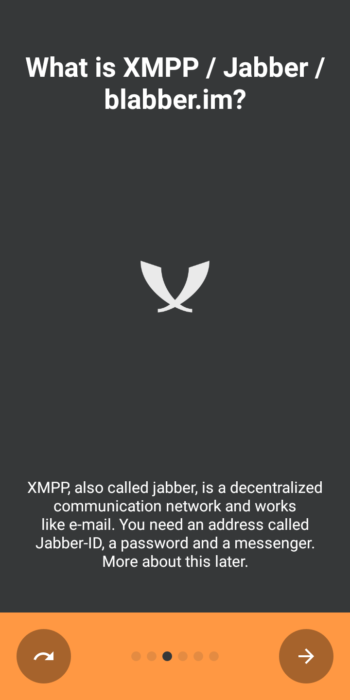 What is XMPP / Jabber /
blabber.im?
XMPP, also called jabber, is a decentralized
communication network and works
like e-mail. You need an address called
Jabber-ID, a password and a messenger.
More about this later.